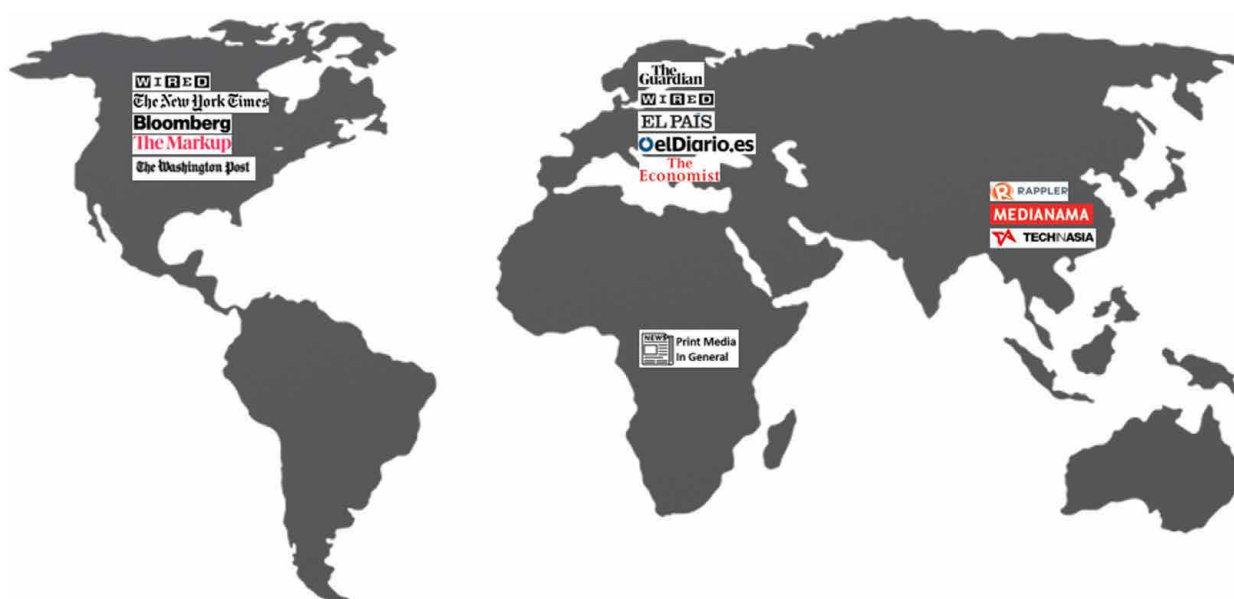 WIRED
The New York Times
Bloomberg
The Markup
The Washington Post
The
Guardian
WIRED
EL PAÍS
elDiario.es
The
Economist
R RAPPLER
MEDIANAMA
TA TECHINASIA
NEWS
Print Media
In General